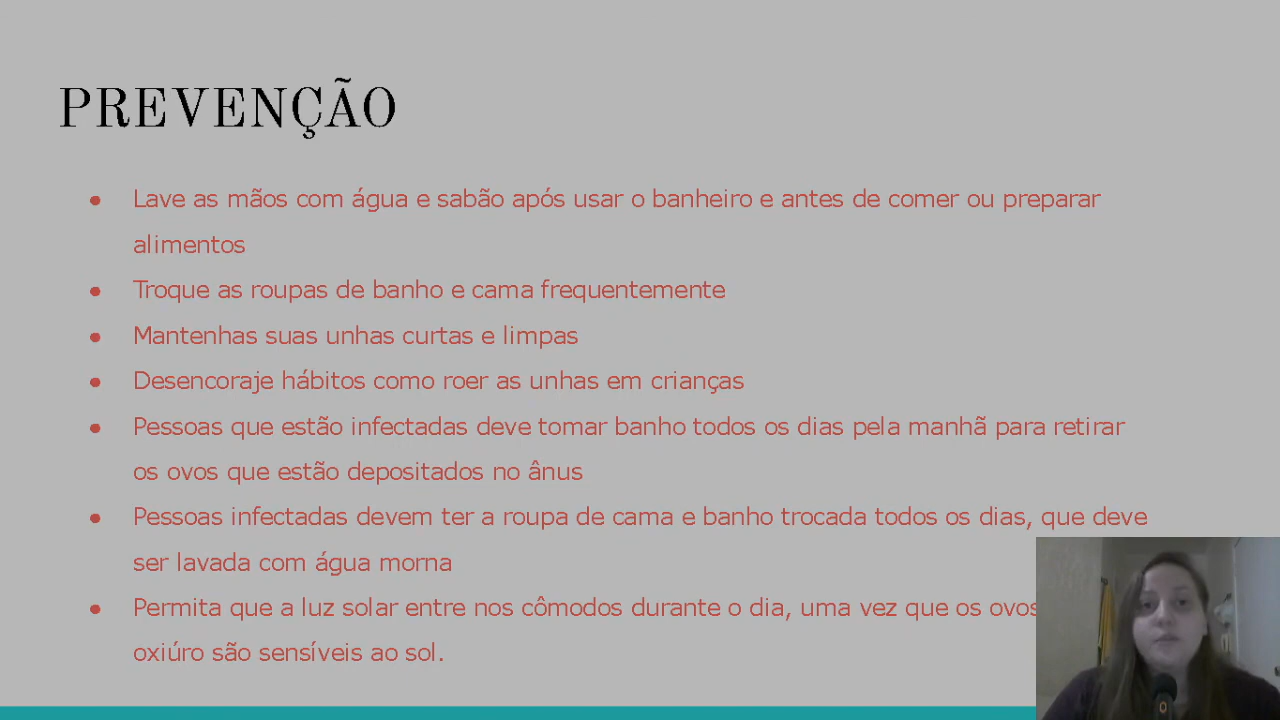 PREVENÇÃO
● Lave as mãos com água e sabão após usar o banheiro e antes de comer ou preparar
alimentos
● Troque as roupas de banho e cama frequentemente
● Mantenhas suas unhas curtas e limpas
● Desencoraje hábitos como roer as unhas em crianças
● Pessoas que estão infectadas deve tomar banho todos os dias pela manhã para retirar
os ovos que estão depositados no ânus
● Pessoas infectadas devem ter a roupa de cama e banho trocada todos os dias, que deve
ser lavada com água morna
● Permita que a luz solar entre nos cômodos durante o dia, uma vez que os ovos
oxiúro são sensíveis ao sol.